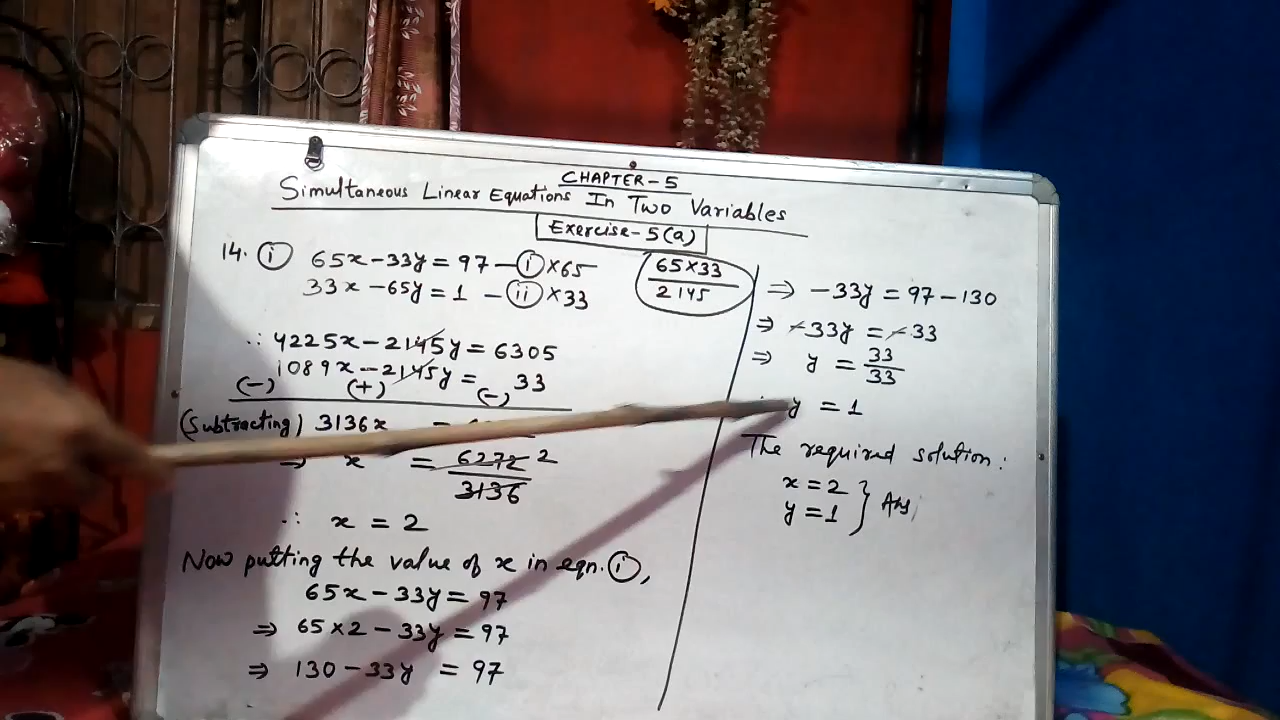 CHAPTER-5
Simultaneous Linear Equations In Two Variables
Exercise-5(a)
14. (i) 65x-33y = 97 - (i) ×65
33x-65y = 1 - (ii) ×33
65×33
2145
∴ 4225x-2145y = 6305
1089x-2145y = 33
(-) (+) (-)
(Subtracting) 3136x =
⇒ x = 6272 2
3136
∴ x = 2
Now putting the value of x in eqn. (i),
65x-33y = 97
⇒ 65×2-33y = 97
⇒ 130-33y = 97
⇒ -33y = 97-130
⇒ -33y = -33
⇒ y = 33
33
y = 1
The required solution:
x = 2
y = 1 } Ans